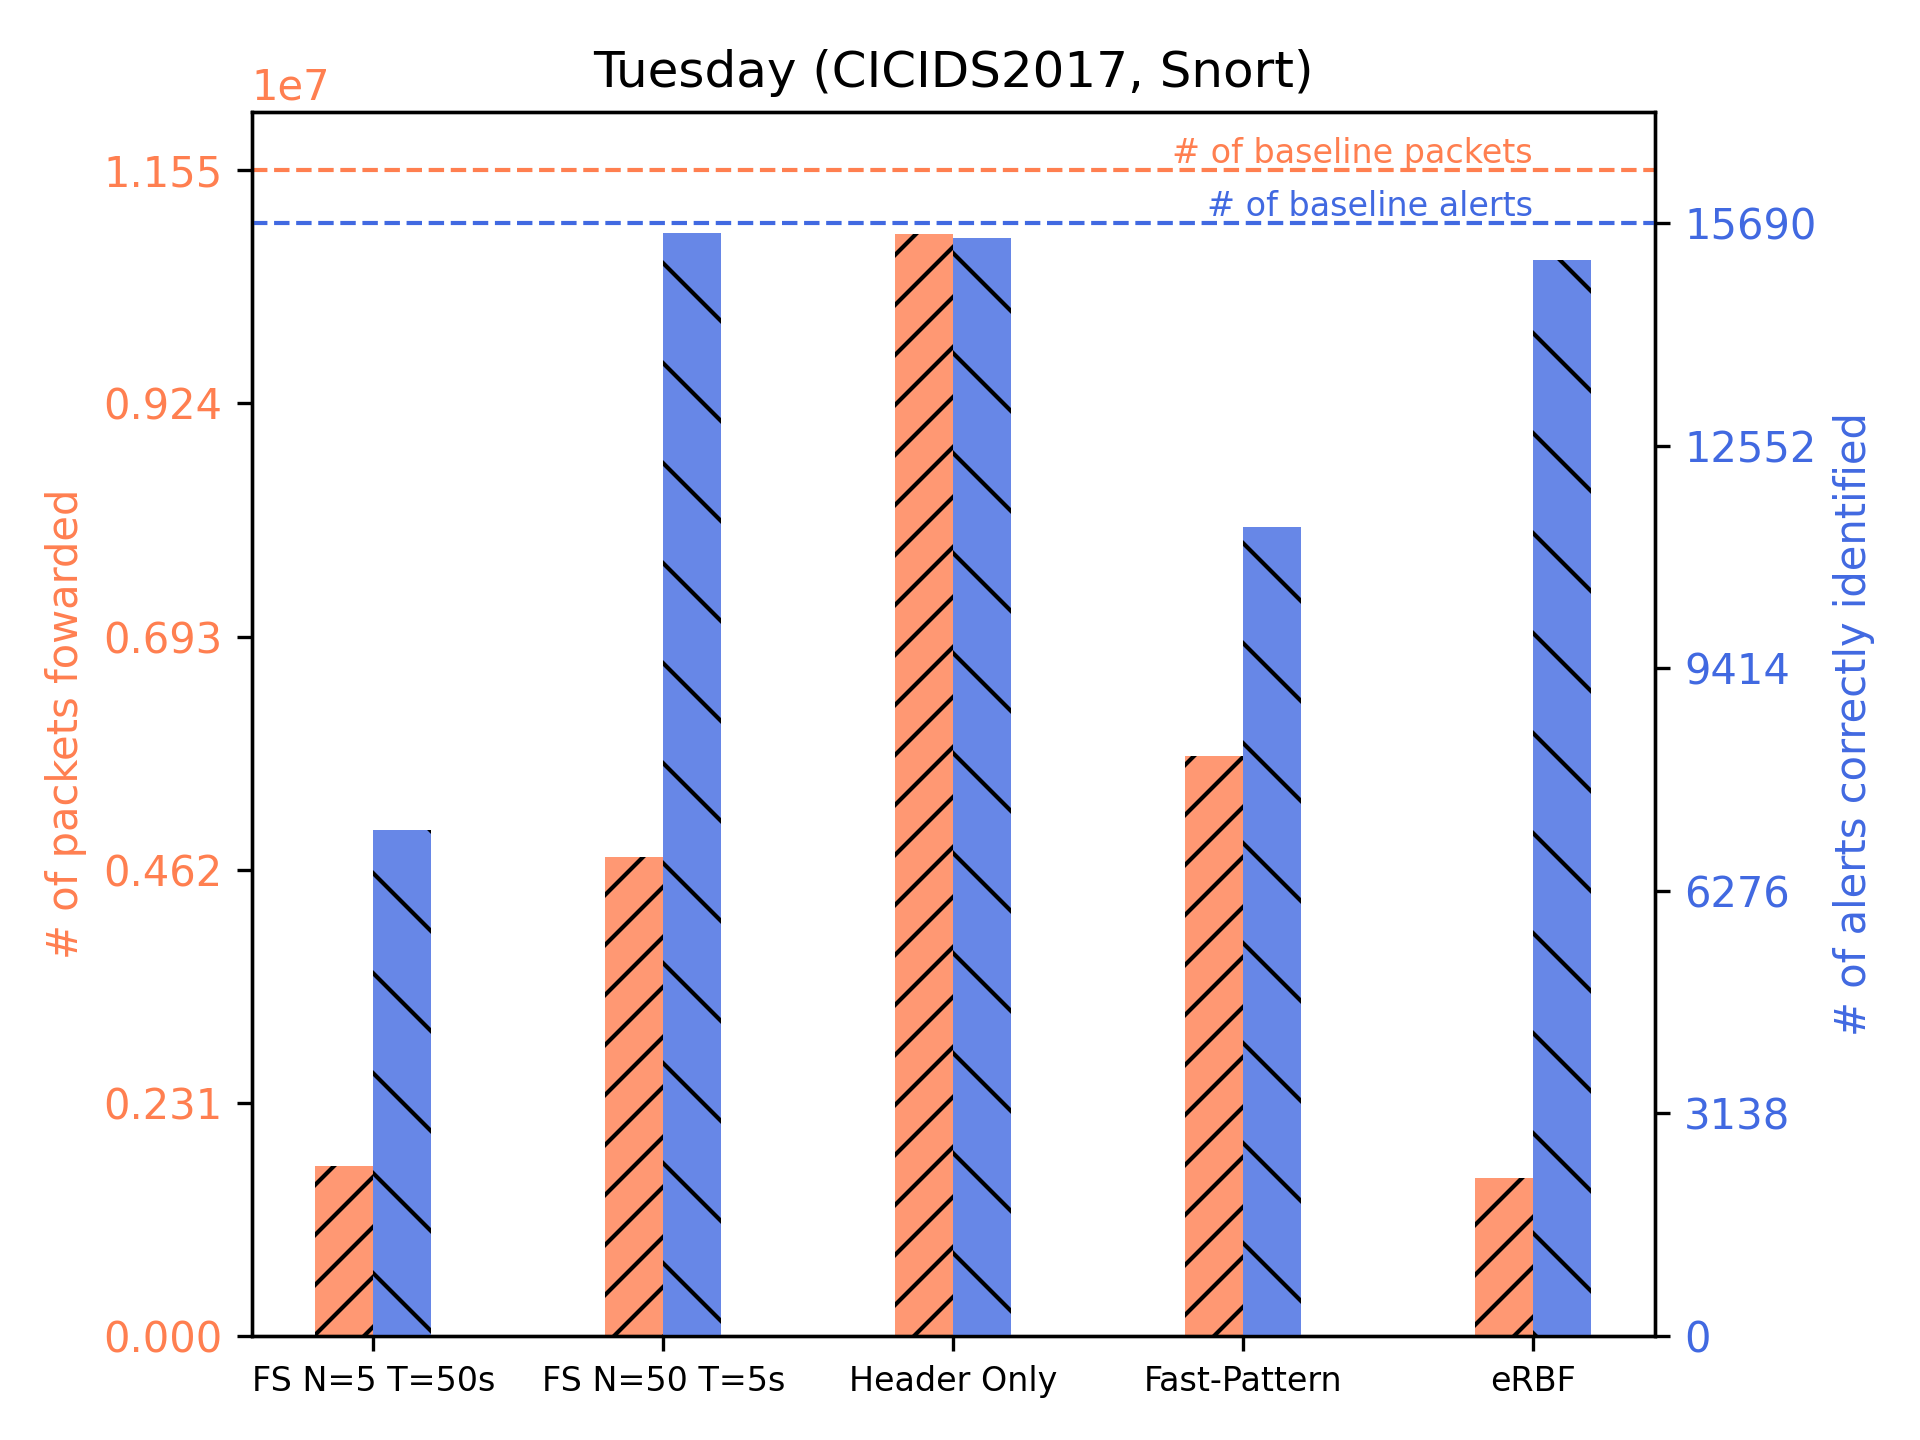 Tuesday (CICIDS2017, Snort)
1e7
# of baseline packets
# of baseline alerts
1.155
0.924
0.693
0.462
0.231
0.000
# of packets fowarded
15690
12552
9414
6276
3138
0
# of alerts correctly identified
FS N=5 T=50s
FS N=50 T=5s
Header Only
Fast-Pattern
eRBF